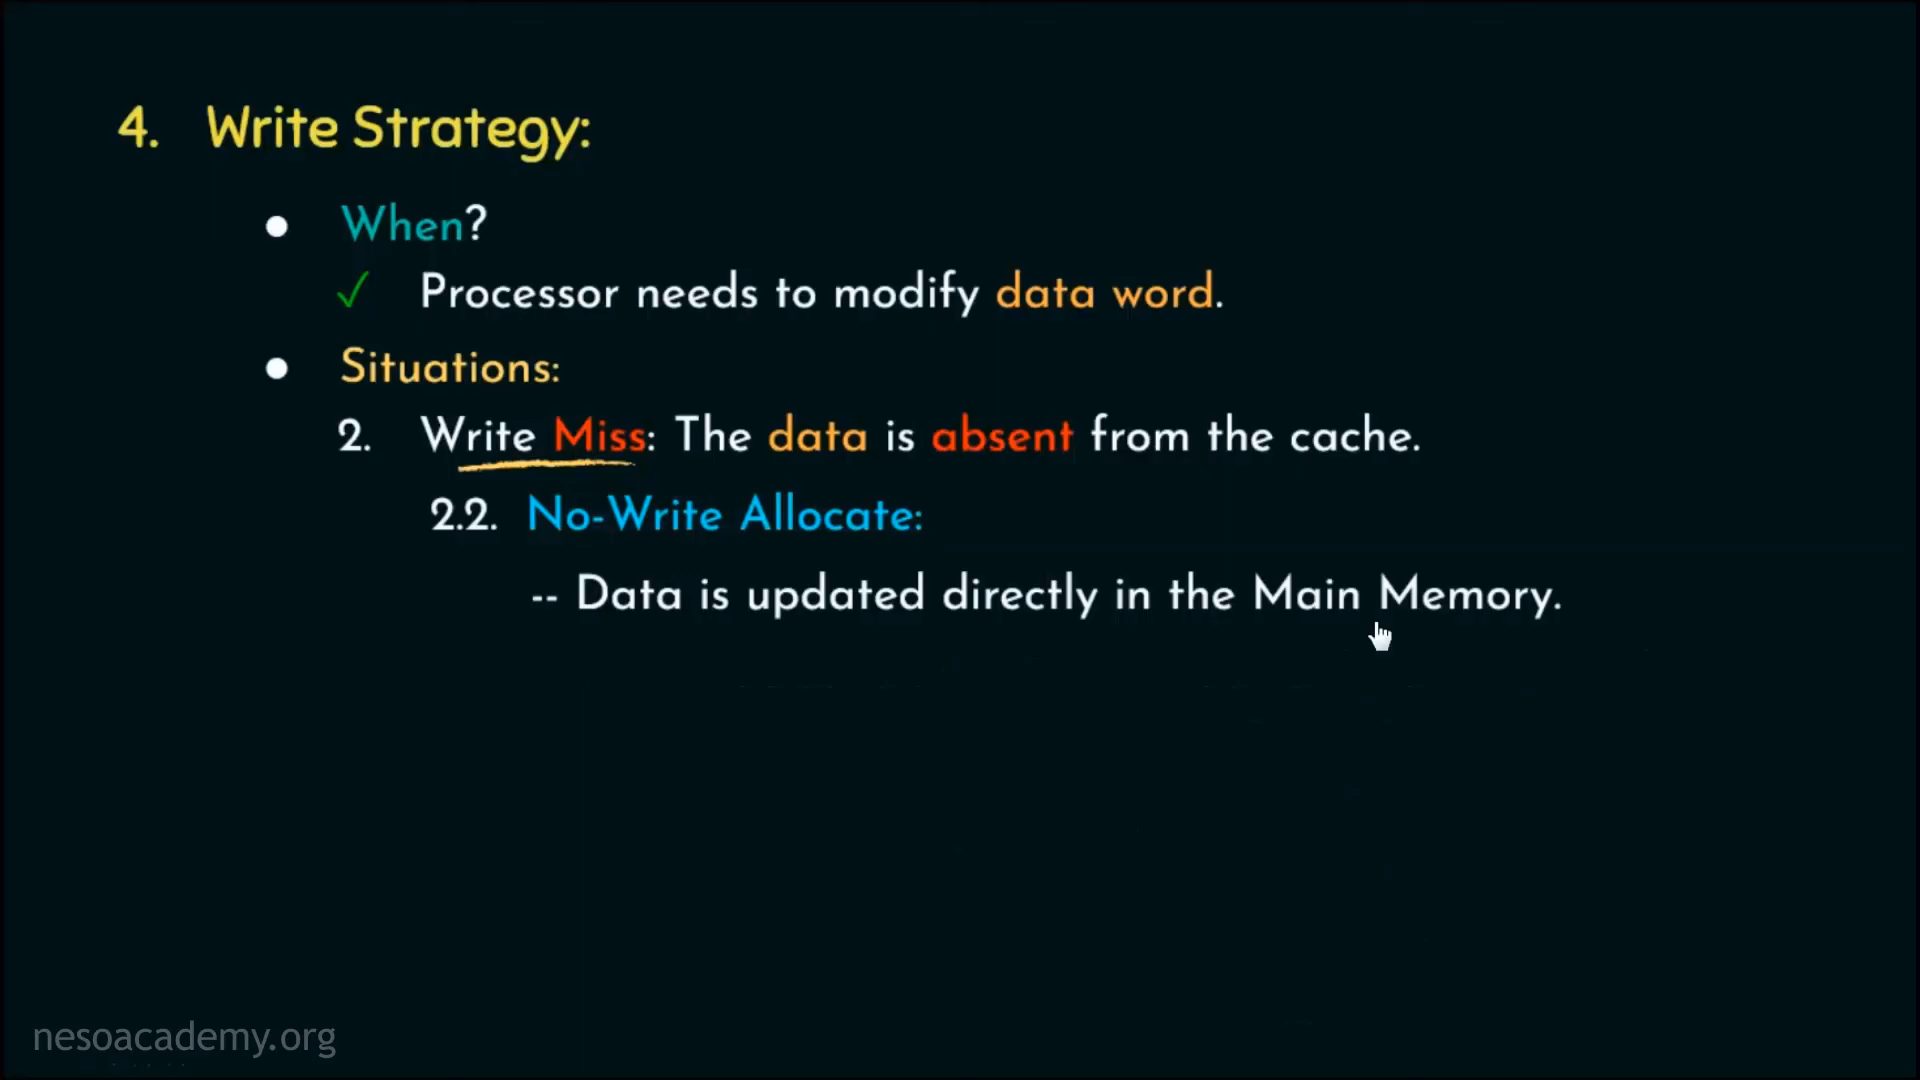 4. Write Strategy:
● When?
✓ Processor needs to modify data word.
● Situations:
2. Write Miss: The data is absent from the cache.
2.2. No-Write Allocate:
-- Data is updated directly in the Main Memory.
nesoacademy.org